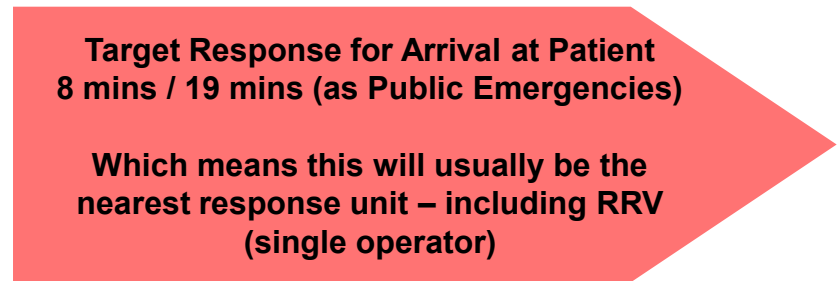 Target Response for Arrival at Patient
8 mins / 19 mins (as Public Emergencies)
Which means this will usually be the
nearest response unit – including RRV
(single operator)